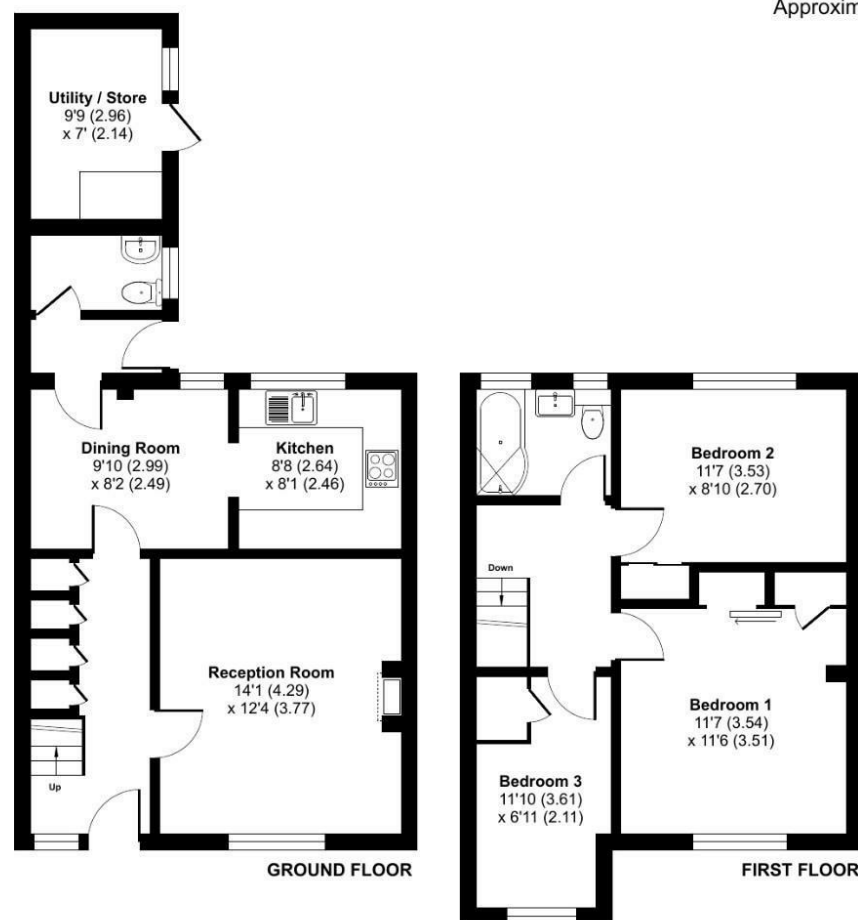 Approxim
Utility / Store
9'9 (2.96)
x 7' (2.14)
Dining Room
9'10 (2.99)
x 8'2 (2.49)
Kitchen
8'8 (2.64)
x 8'1 (2.46)
Reception Room
14'1 (4.29)
x 12'4 (3.77)
Up
GROUND FLOOR
Bedroom 2
11'7 (3.53)
x 8'10 (2.70)
Down
Bedroom 1
11'7 (3.54)
x 11'6 (3.51)
Bedroom 3
11'10 (3.61)
x 6'11 (2.11)
FIRST FLOOR